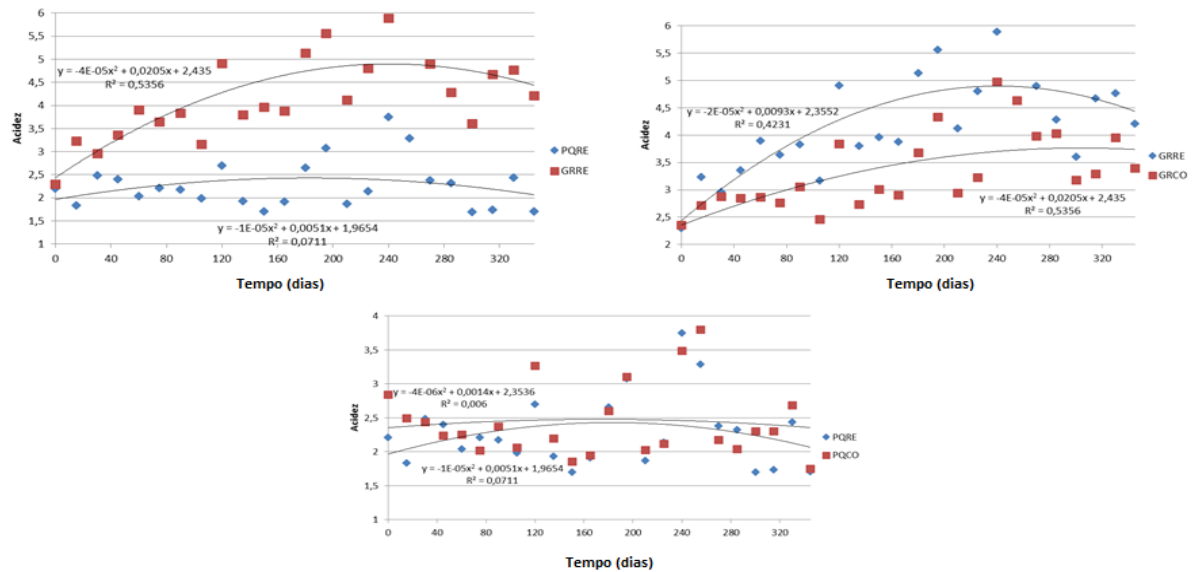 6
5,5
5
4,5
4
3,5
3
2,5
2
1,5
1
Acidez
y = -4E-05x² + 0,0205x + 2,435
R² = 0,5356
y = -1E-05x² + 0,0051x + 1,9654
R² = 0,0711
PQRE
GRRE
0 40 80 120 160 200 240 280 320
Tempo (dias)
6
5,5
5
4,5
4
3,5
3
2,5
2
Acidez
y = -2E-05x² + 0,0093x + 2,3552
R² = 0,4231
y = -4E-05x² + 0,0205x + 2,435
R² = 0,5356
GRRE
GRCO
0 40 80 120 160 200 240 280 320
Tempo (dias)
4
3,5
3
2,5
2
1,5
1
Acidez
y = -4E-06x² + 0,0014x + 2,3536
R² = 0,006
y = -1E-05x² + 0,0051x + 1,9654
R² = 0,0711
PQRE
PQCO
0 40 80 120 160 200 240 280 320
Tempo (dias)